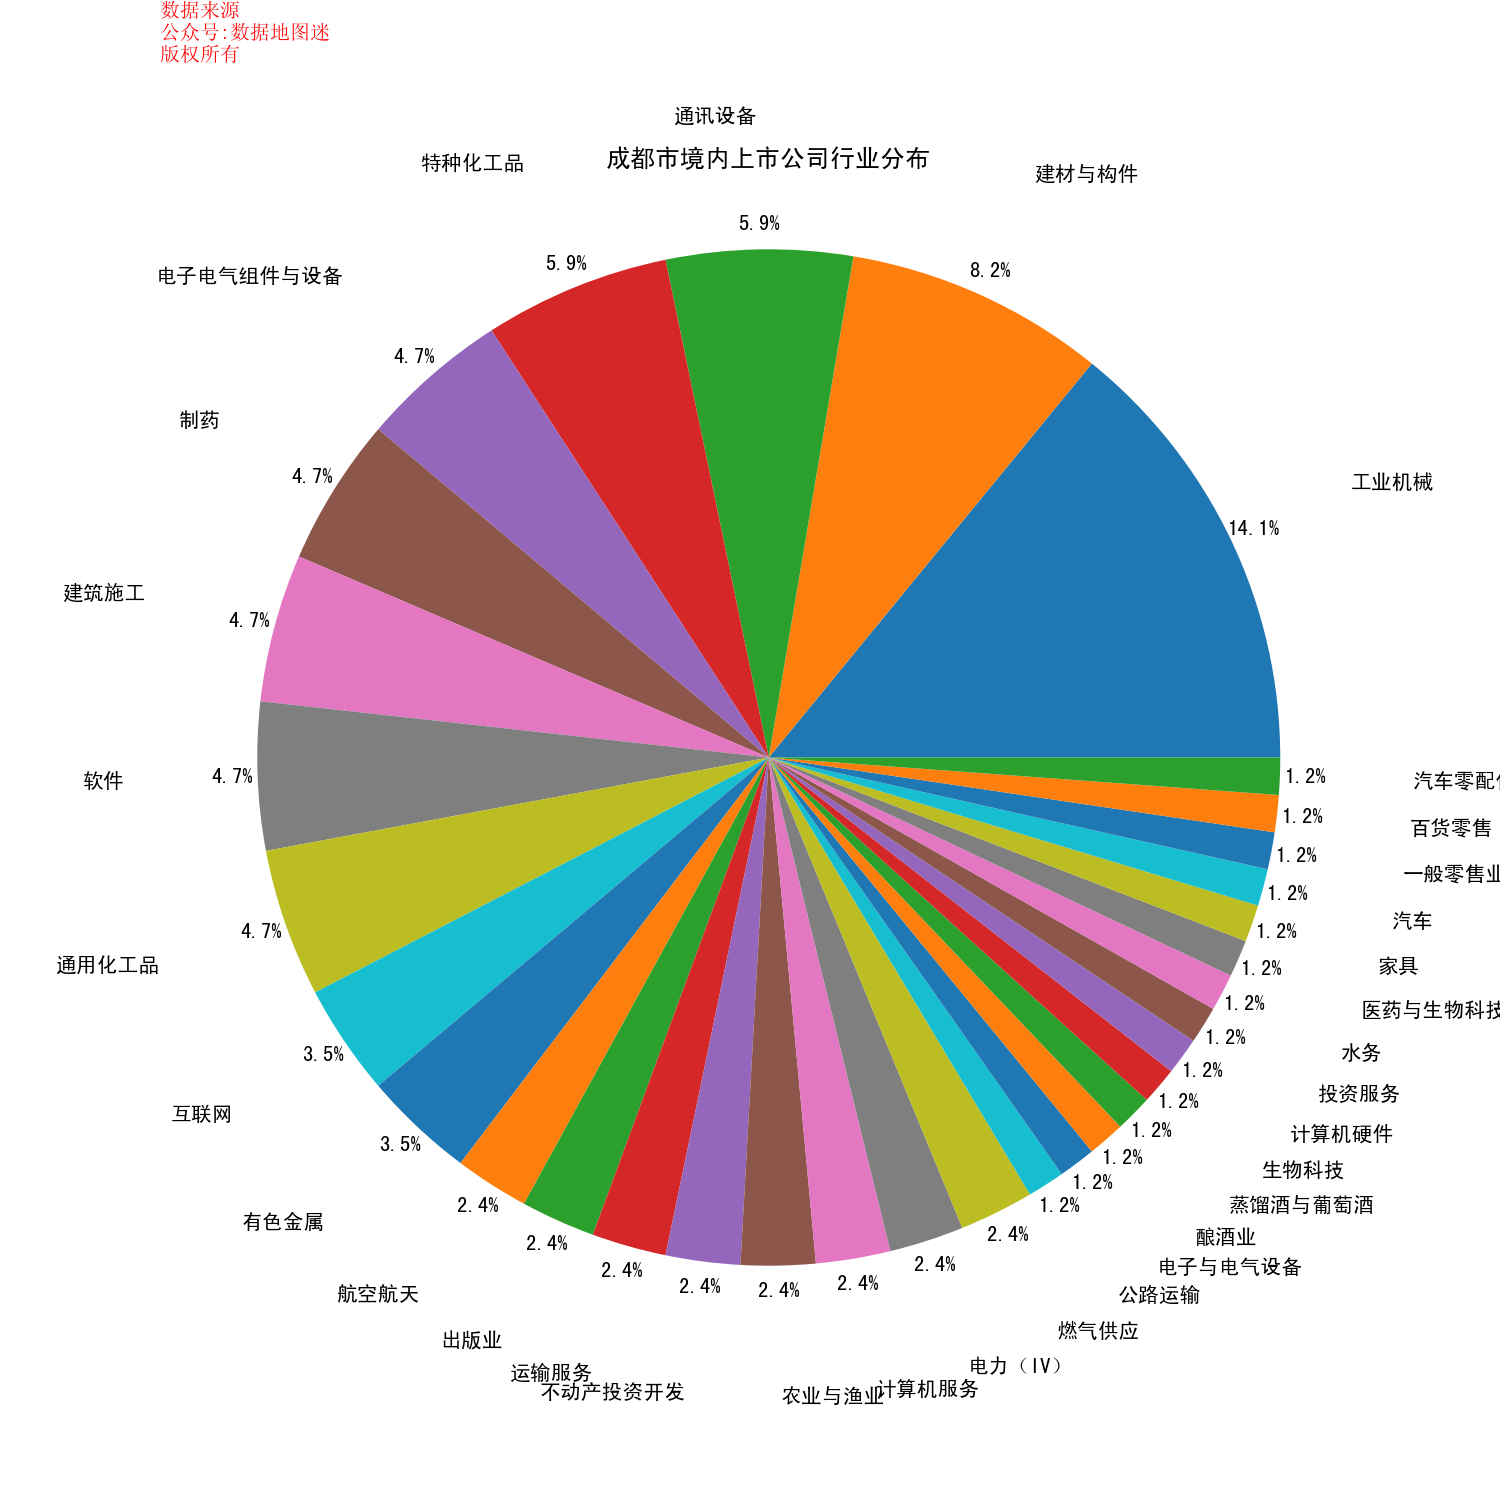 数据来源
公众号:数据地图迷
版权所有
通讯设备
成都市境内上市公司行业分布
特种化工品
建材与构件
5.9%
5.9%
8.2%
电子电气组件与设备
4.7%
制药
4.7%
工业机械
14.1%
建筑施工
4.7%
软件
4.7%
1.2%
汽车零配
1.2%
百货零售
1.2%
一般零售业
1.2%
汽车
4.7%
1.2%
通用化工品
1.2%
家具
1.2%
医药与生物科技
1.2%
水务
3.5%
1.2%
投资服务
1.2%
互联网
1.2%
计算机硬件
3.5%
1.2%
生物科技
1.2%
2.4%
1.2%
蒸馏酒与葡萄酒
有色金属
2.4%
2.4%
酿酒业
2.4%
2.4%
2.4%
2.4%
2.4%
电子与电气设备
航空航天
公路运输
出版业
燃气供应
运输服务
电力（IV）
不动产投资开发
农业与渔业
计算机服务